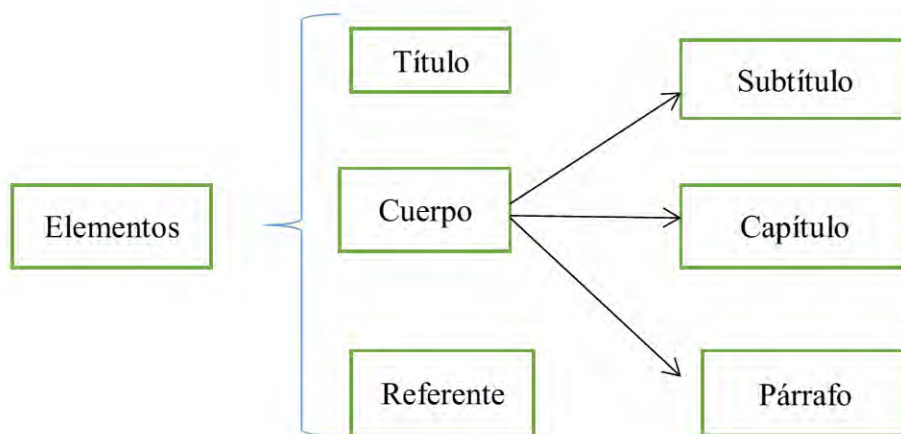 Elementos
Título
Cuerpo
Referente
Subtítulo
Capítulo
Párrafo